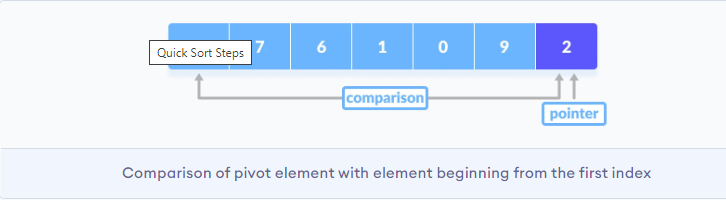 Quick Sort Steps
7 6 1 0 9 2
comparison
pointer
Comparison of pivot element with element beginning from the first index